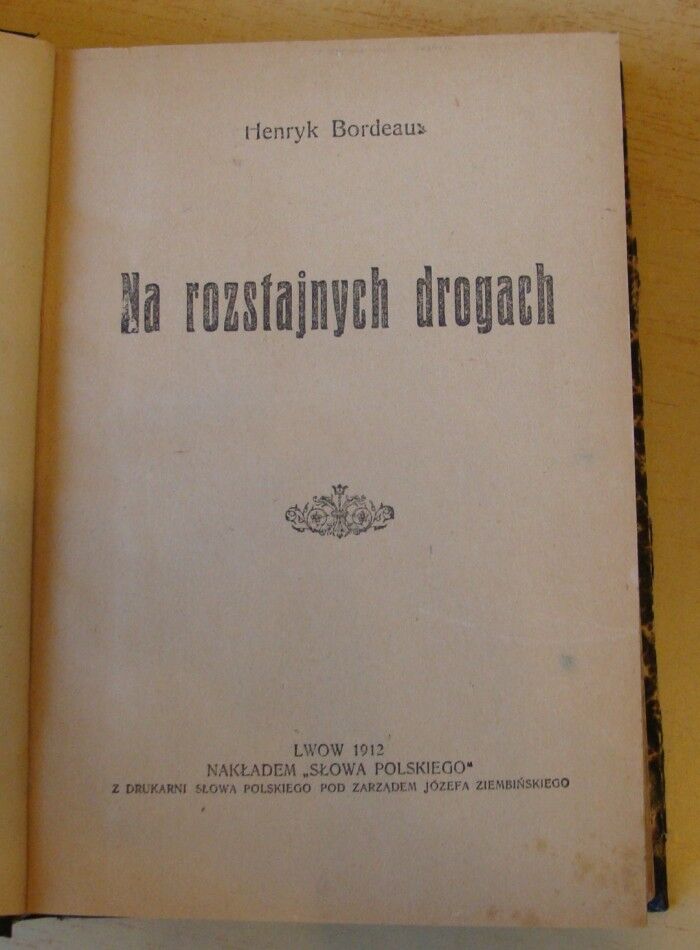 Henryk Bordeaux
Na rozstajnych drogach
LWOW 1912
NAKŁADEM „SŁOWA POLSKIEGO“
Z DRUKARNI SŁOWA POLSKIEGO POD ZARZĄDEM JÓZEFA ZIEMBIŃSKIEGO